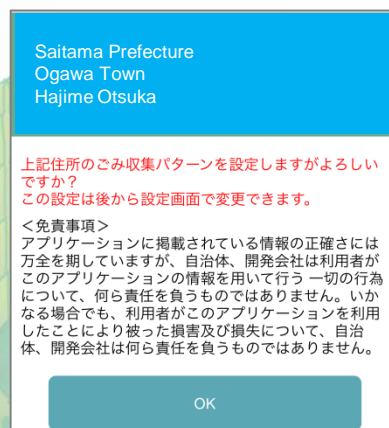 Saitama Prefecture
Ogawa Town
Hajime Otsuka
上記住所のごみ収集パターンを設定しますがよろしい
ですか？
この設定は後から設定画面で変更できます。
＜免責事項＞
アプリケーションに掲載されている情報の正確さには
万全を期していますが、自治体、開発会社は利用者が
このアプリケーションの情報を用いて行う 一切の行為
について、何ら責任を負うものではありません。いか
なる場合でも、利用者がこのアプリケーションを利用
したことにより被った損害及び損失について、自治
体、開発会社は何ら責任を負うものではありません。
OK